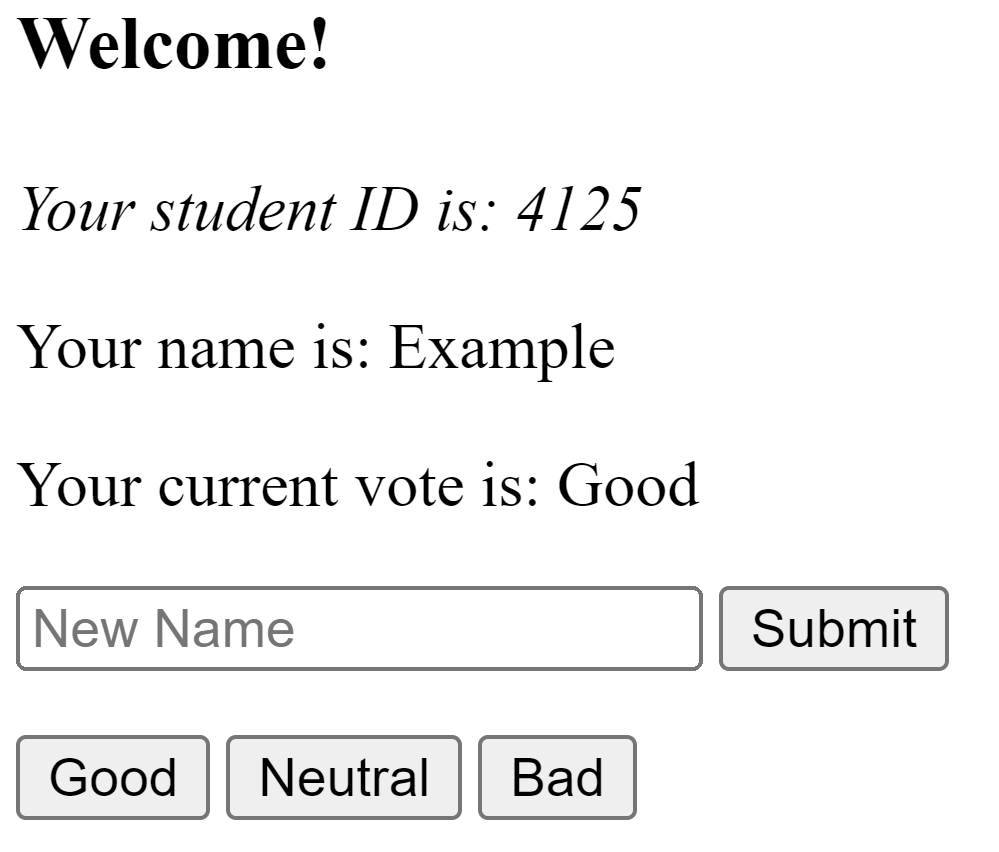 Welcome!
Your student ID is: 4125
Your name is: Example
Your current vote is: Good
New Name Submit
Good Neutral Bad